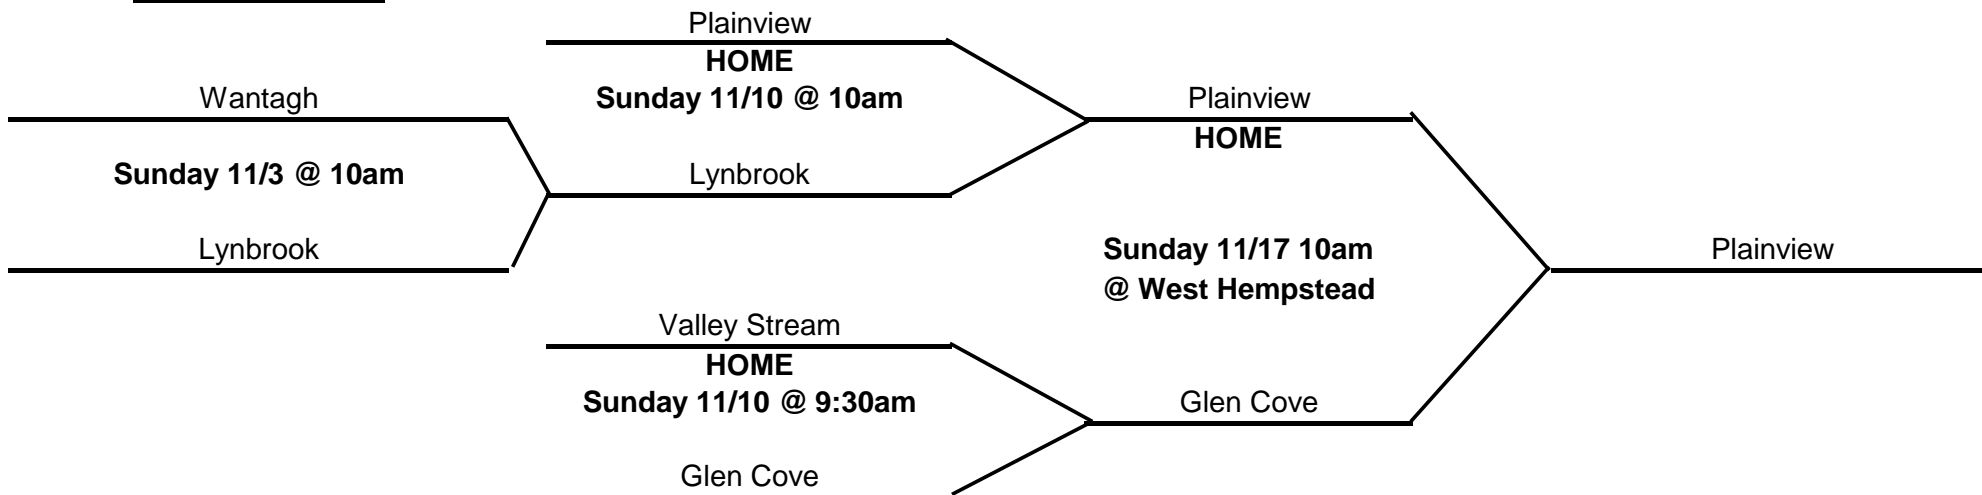 Plainview
HOME
Wantagh
Sunday 11/10 @ 10am
Plainview
HOME
Sunday 11/3 @ 10am
Lynbrook
Lynbrook
Sunday 11/17 10am
@ West Hempstead
Plainview
Valley Stream
HOME
Sunday 11/10 @ 9:30am
Glen Cove
Glen Cove